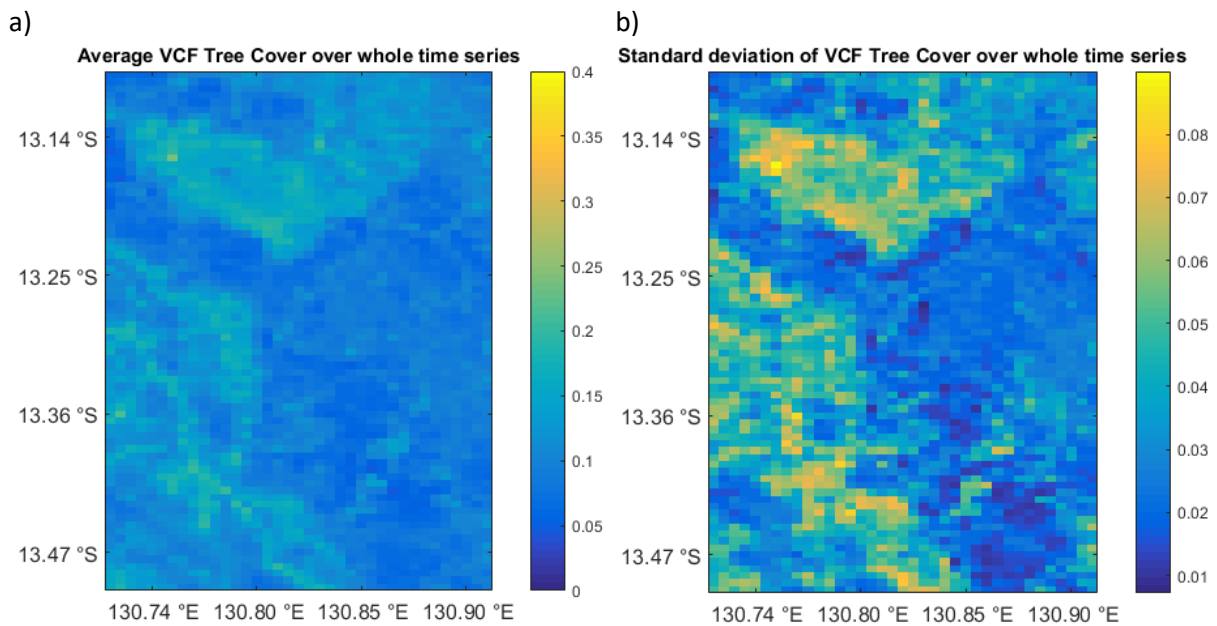 a)
Average VCF Tree Cover over whole time series
13.14 °S
13.25 °S
13.36 °S
13.47 °S
130.74 °E
130.80 °E
130.85 °E
130.90 °E
0.4
0.35
0.3
0.25
0.2
0.15
0.1
0.05
0
b)
Standard deviation of VCF Tree Cover over whole time series
13.14 °S
13.25 °S
13.36 °S
13.47 °S
130.74 °E
130.80 °E
130.85 °E
130.90 °E
0.08
0.07
0.06
0.05
0.04
0.03
0.02
0.01